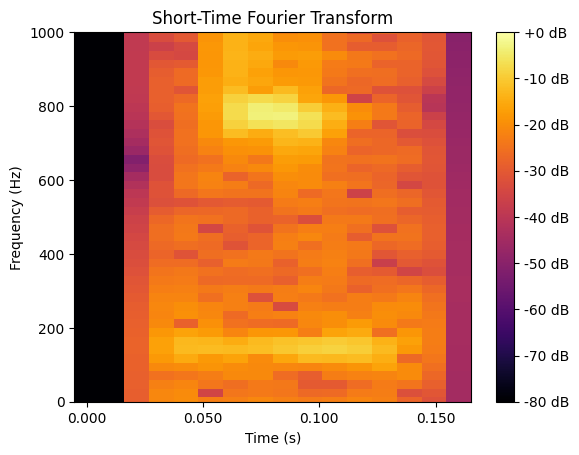 Short-Time Fourier Transform
1000
800
600
400
200
0
Frequency (Hz)
0.000
0.050
0.100
0.150
Time (s)
+0 dB
-10 dB
-20 dB
-30 dB
-40 dB
-50 dB
-60 dB
-70 dB
-80 dB